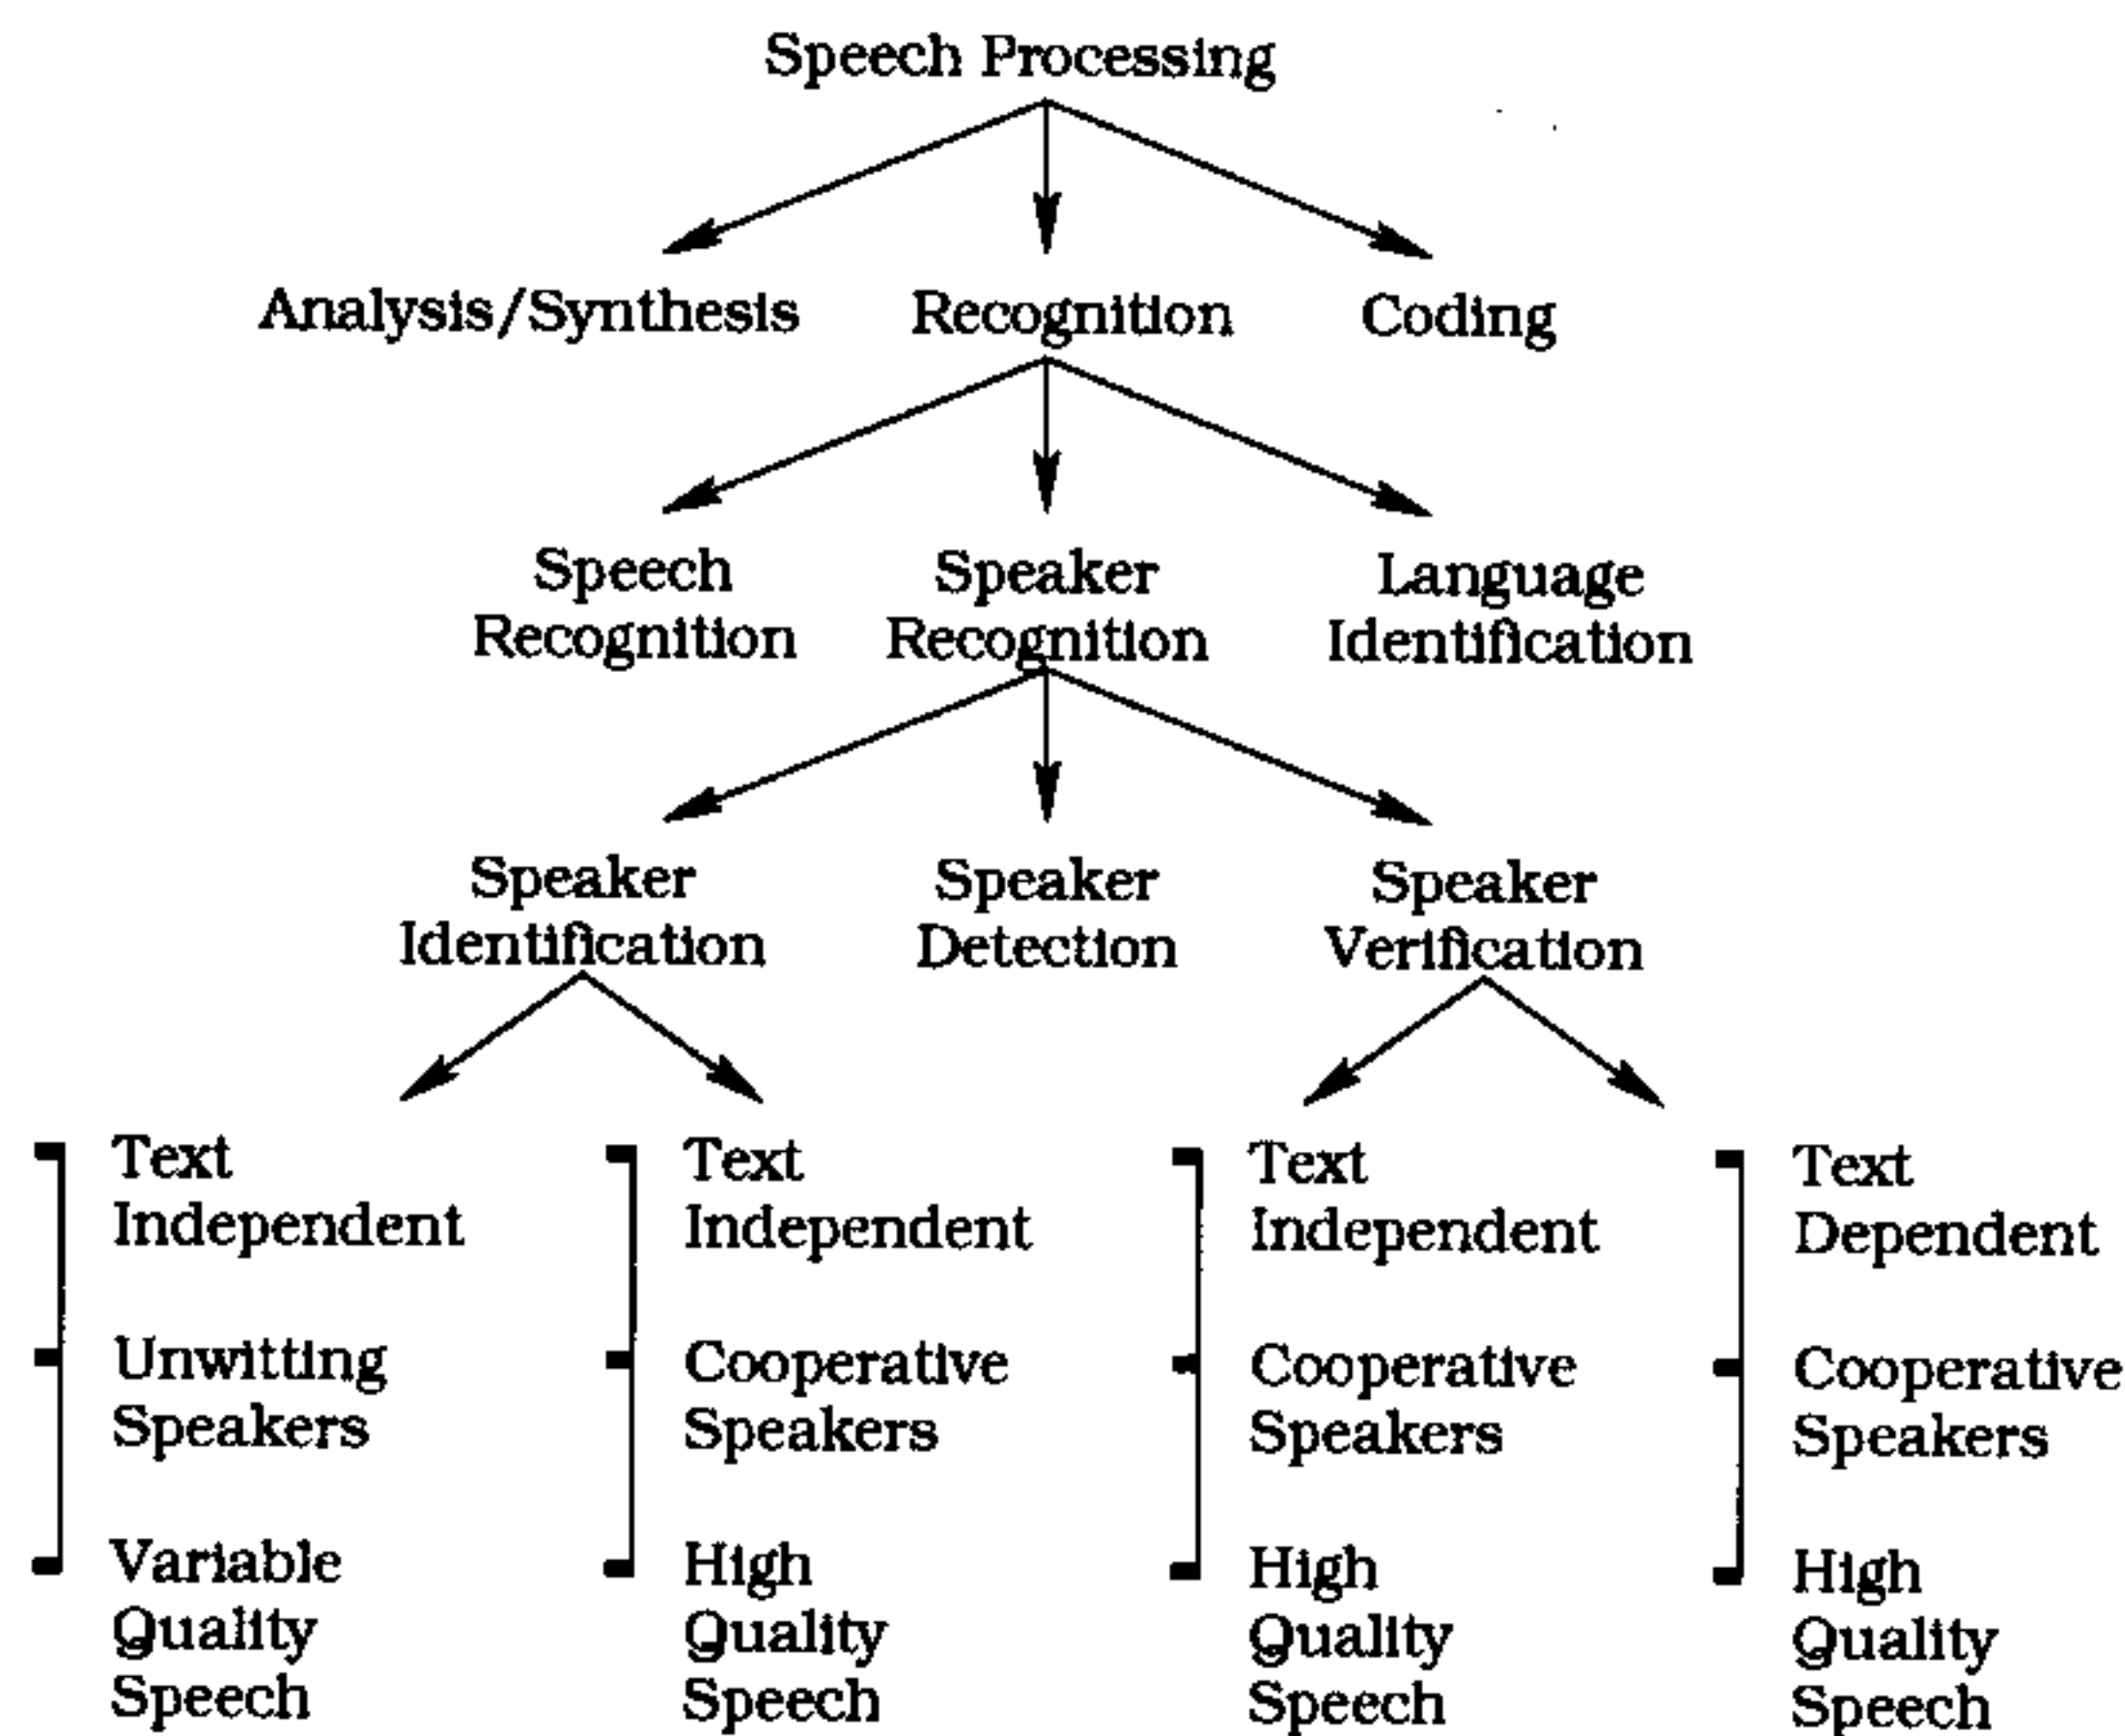 Speech Processing
Analysis/Synthesis
Recognition
Coding
Speech
Recognition
Speaker
Recognition
Language
Identification
Speaker
Identification
Speaker
Detection
Speaker
Verification
Text
Independent
Unwitting
Speakers
Variable
Quality
Speech
Text
Independent
Cooperative
Speakers
High
Quality
Speech
Text
Independent
Cooperative
Speakers
High
Quality
Speech
Text
Dependent
Cooperative
Speakers
High
Quality
Speech